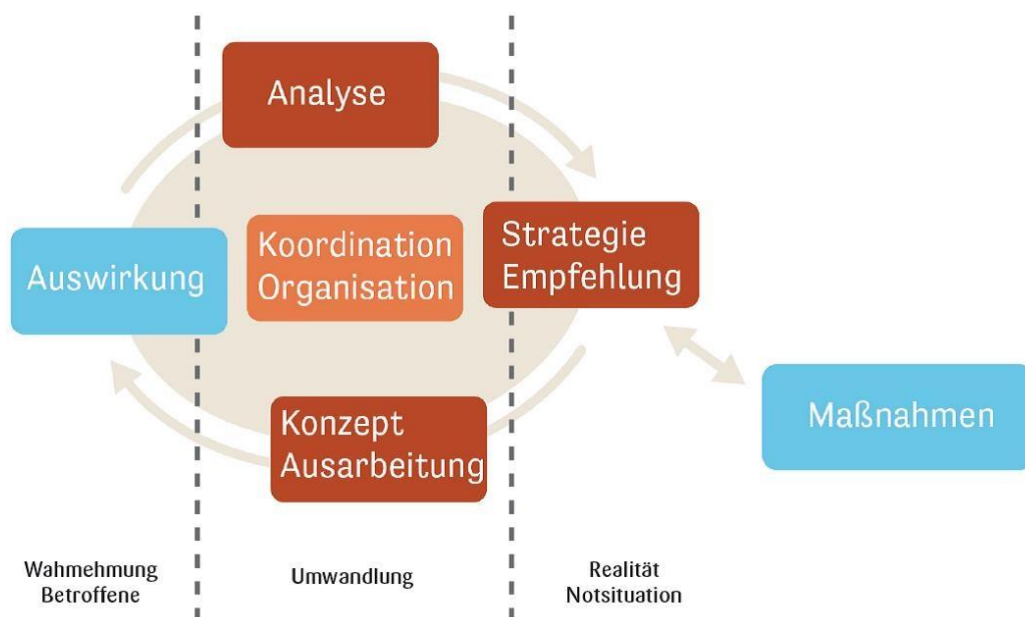 Analyse
Koordination
Organisation
Strategie
Empfehlung
Auswirkung
Konzept
Ausarbeitung
Maßnahmen
Wahmehmung
Betroffene
Umwandlung
Realität
Notsituation